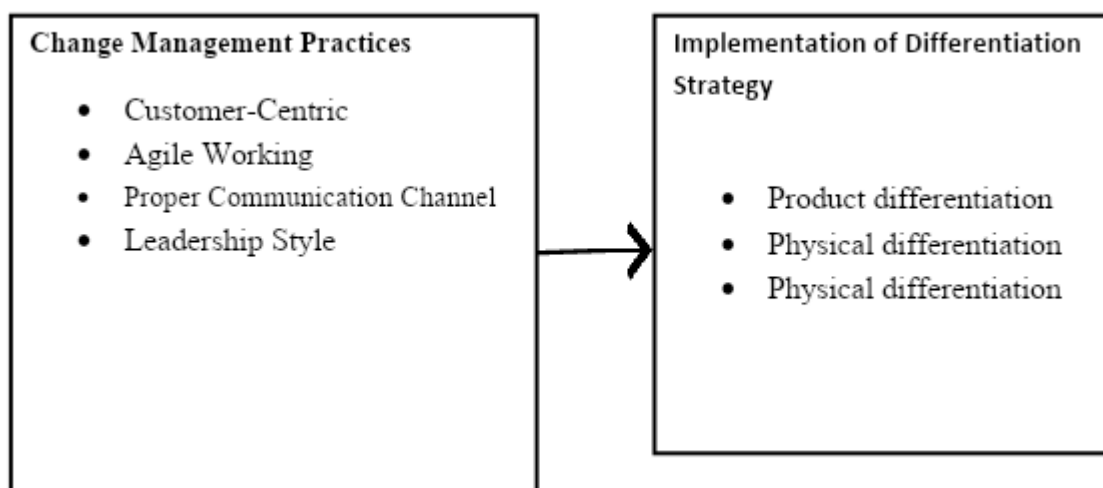 Change Management Practices
• Customer-Centric
• Agile Working
• Proper Communication Channel
• Leadership Style
Implementation of Differentiation
Strategy
• Product differentiation
• Physical differentiation
• Physical differentiation